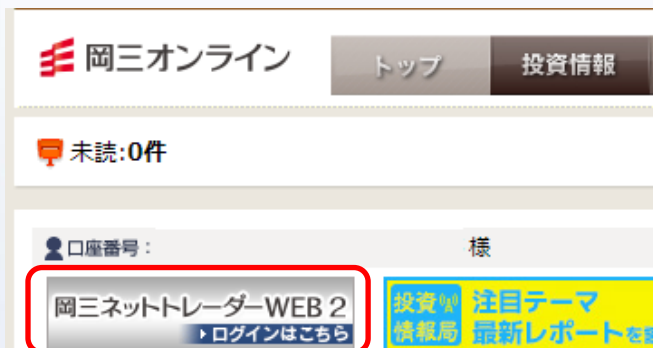 岡三オンライン
トップ
投資情報
未読:0件
口座番号: 様
岡三ネットトレーダーWEB 2
ログインはこちら
投資 注目テーマ
情報局 最新レポートを